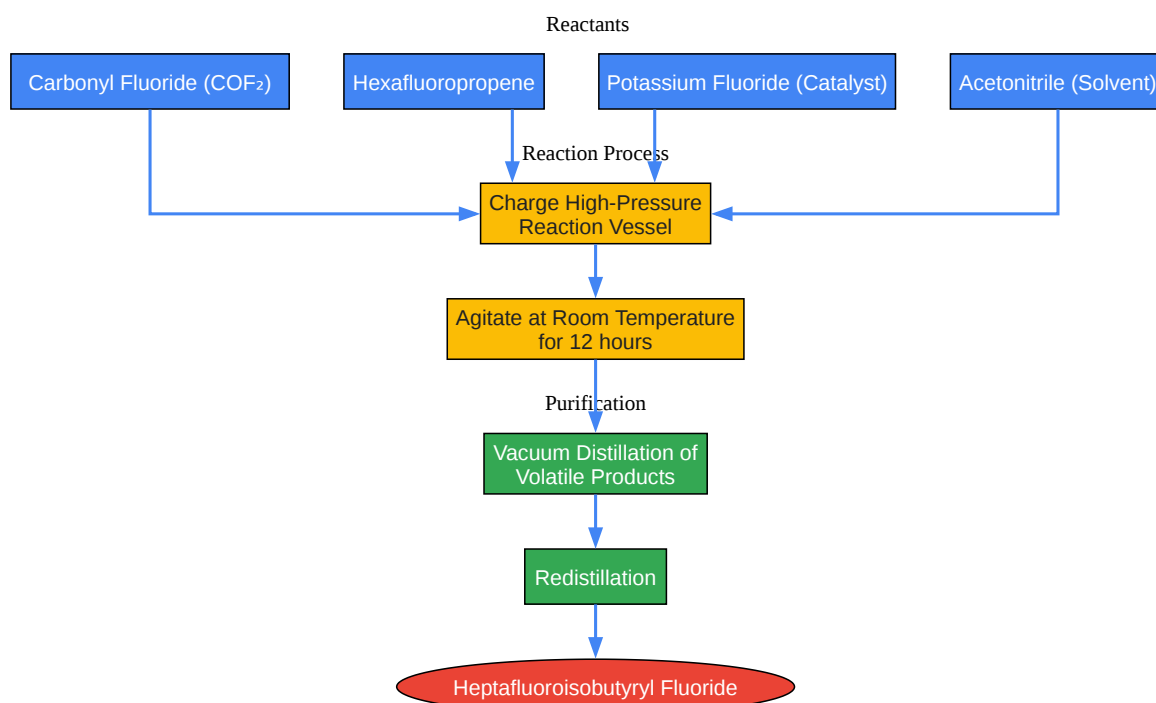 Reactants
Carbonyl Fluoride (COF₂)
Hexafluoropropene
Potassium Fluoride (Catalyst)
Acetonitrile (Solvent)
Reaction Process
Charge High-Pressure
Reaction Vessel
Agitate at Room Temperature
for 12 hours
Purification
Vacuum Distillation of
Volatile Products
Redistillation
Heptafluoroisobutyryl Fluoride